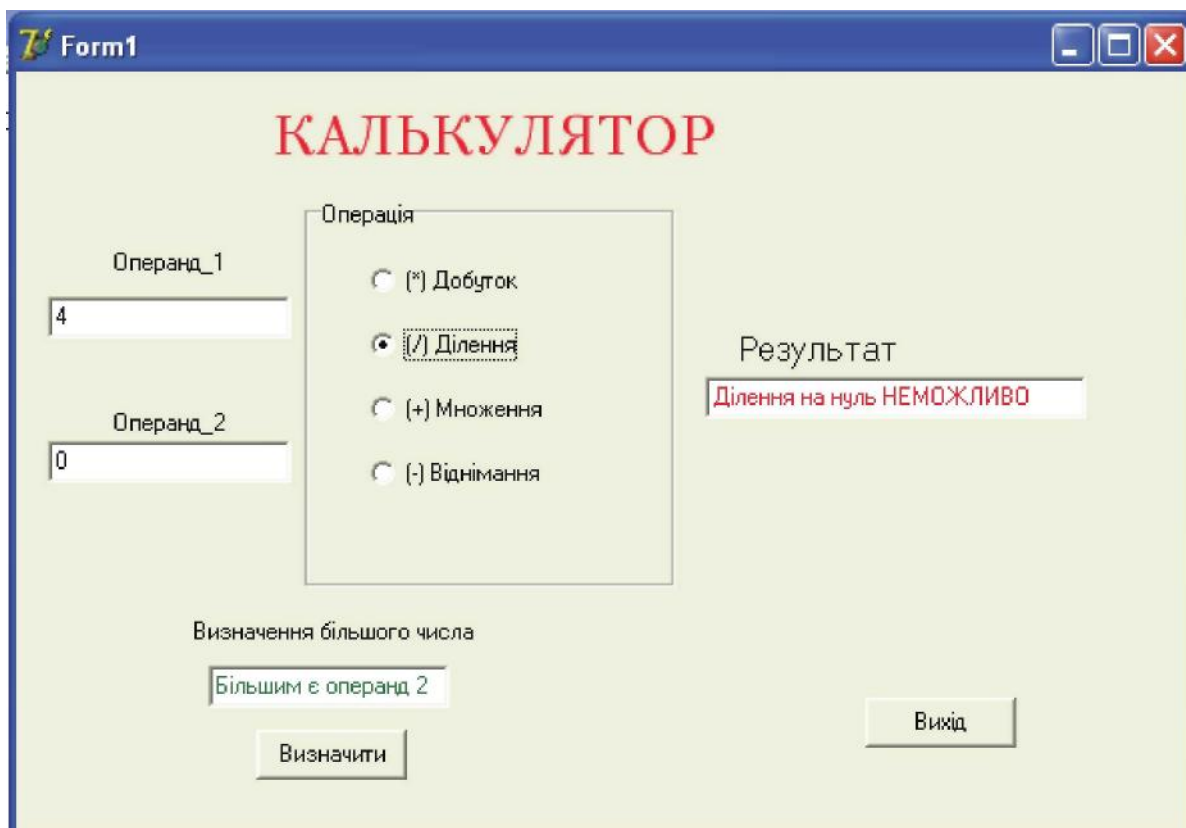 Form1
КАЛЬКУЛЯТОР
Операція
Операнд_1
4
(*) Добуток
(/) Ділення
(+) Множення
(-) Віднімання
Операнд_2
0
Результат
Ділення на нуль НЕМОЖЛИВО
Визначення більшого числа
Більшим є операнд 2
Визначити
Вихід